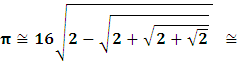 π ≅ 16√(2 − √(2 + √(2 + √2))) ≅